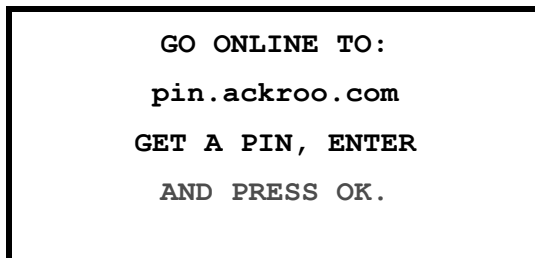 GO ONLINE TO:
pin.ackroo.com
GET A PIN, ENTER
AND PRESS OK.